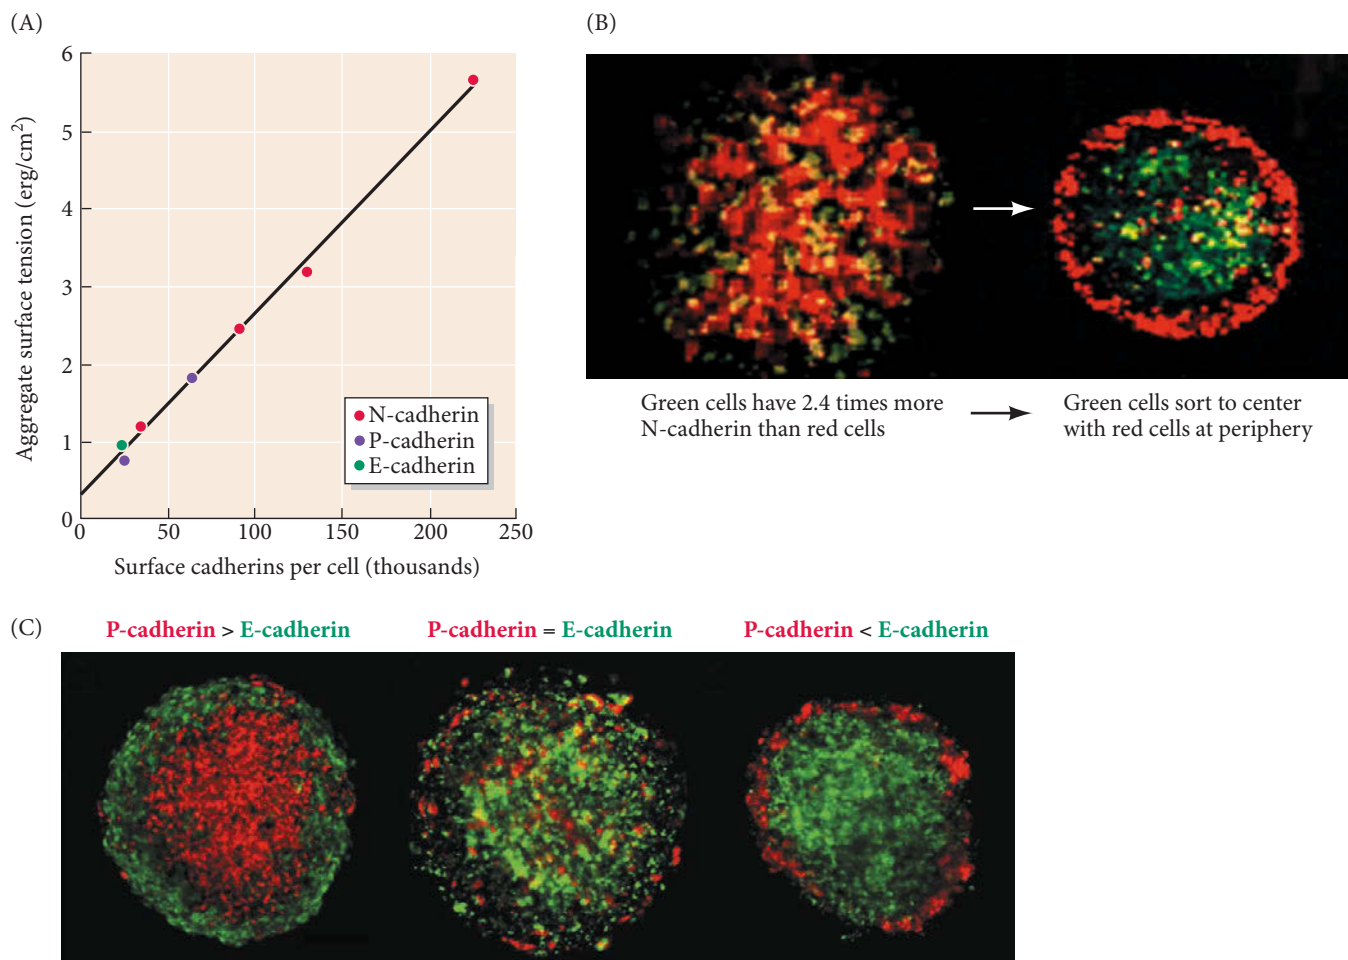 (A)
6
5
4
3
2
1
0
0 50 100 150 200 250
Aggregate surface tension (erg/cm²)
Surface cadherins per cell (thousands)
N-cadherin
P-cadherin
E-cadherin
(B)
Green cells have 2.4 times more
N-cadherin than red cells
Green cells sort to center
with red cells at periphery
(C)
P-cadherin > E-cadherin
P-cadherin = E-cadherin
P-cadherin < E-cadherin